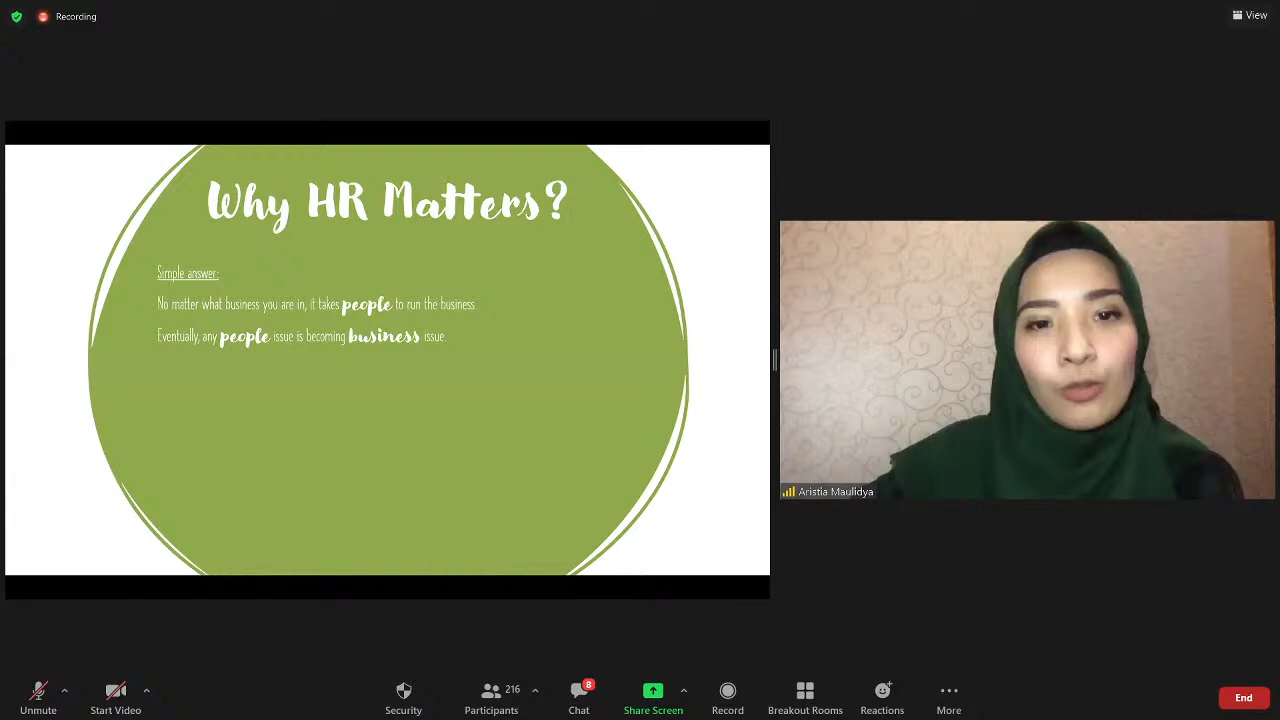 Recording
View
Why HR Matters?
Simple answer:
No matter what business you are in, it takes people to run the business.
Eventually, any people issue is becoming business issue.
Aristia Maulidya
8
216
Unmute
Start Video
Security
Participants
Chat
Share Screen
Record
Breakout Rooms
Reactions
More
End